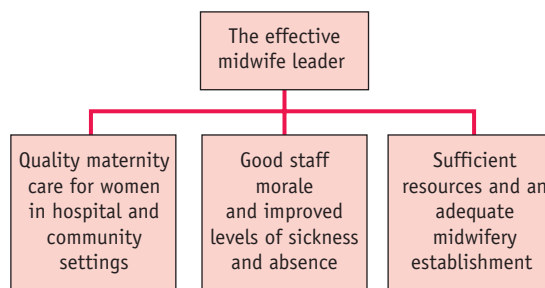 The effective
midwife leader
Quality maternity
care for women
in hospital and
community
settings
Good staff
morale
and improved
levels of sickness
and absence
Sufficient
resources and an
adequate
midwifery
establishment